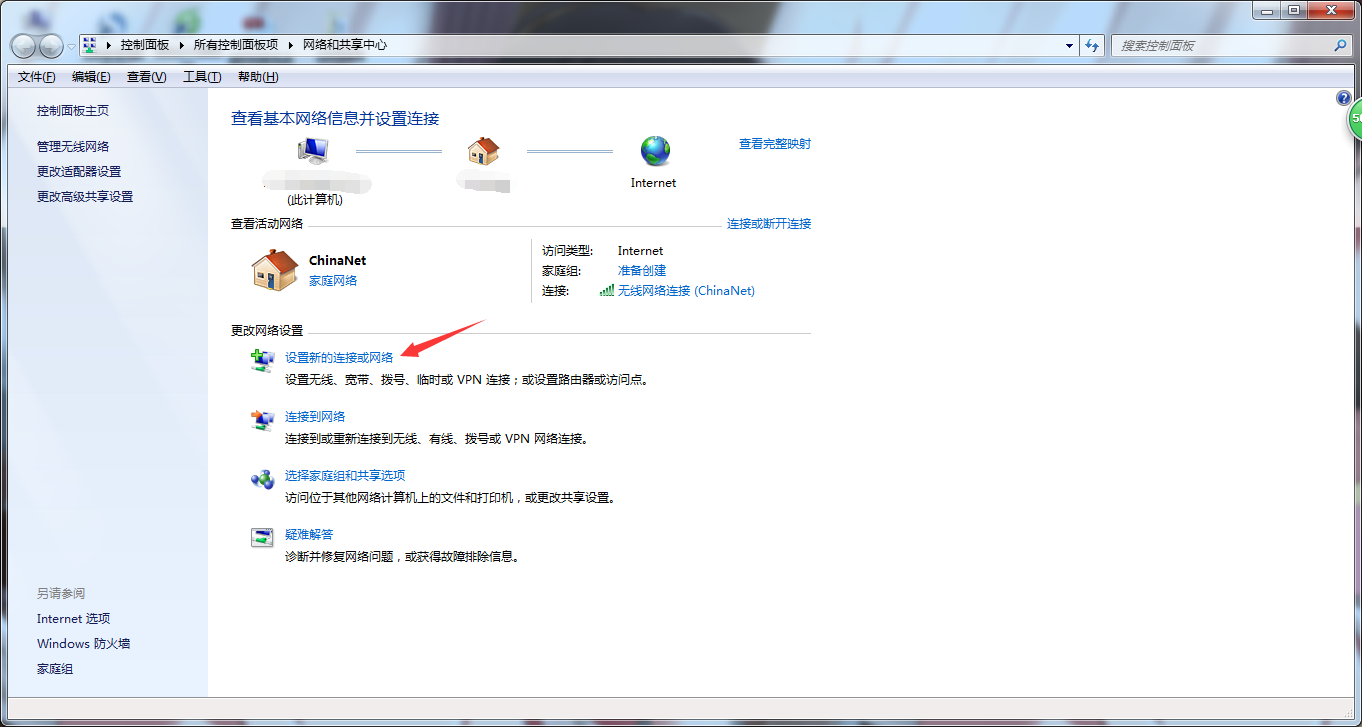 控制面板 ▸ 所有控制面板项 ▸ 网络和共享中心
搜索控制面板
文件(F) 编辑(E) 查看(V) 工具(T) 帮助(H)
控制面板主页
管理无线网络
更改适配器设置
更改高级共享设置
另请参阅
Internet 选项
Windows 防火墙
家庭组
查看基本网络信息并设置连接
查看完整映射
(此计算机)
Internet
查看活动网络
连接或断开连接
ChinaNet
家庭网络
访问类型: Internet
家庭组: 准备创建
连接: 无线网络连接 (ChinaNet)
更改网络设置
设置新的连接或网络
设置无线、宽带、拨号、临时或 VPN 连接；或设置路由器或访问点。
连接到网络
连接到或重新连接到无线、有线、拨号或 VPN 网络连接。
选择家庭组和共享选项
访问位于其他网络计算机上的文件和打印机，或更改共享设置。
疑难解答
诊断并修复网络问题，或获得故障排除信息。